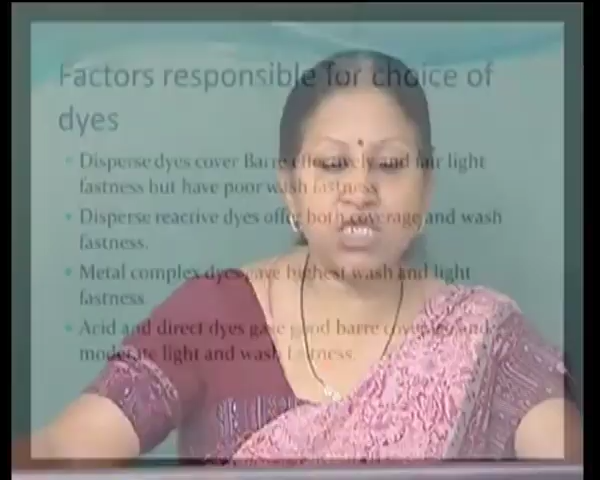 Factors responsible for choice of
dyes
• Disperse dyes cover Barre effectively and fair light
fastness but have poor wash fastness
• Disperse reactive dyes offer both coverage and wash
fastness.
• Metal complex dyes gave highest wash and light
fastness.
• Acid and direct dyes gave good barre coverage and
moderate light and wash fastness.